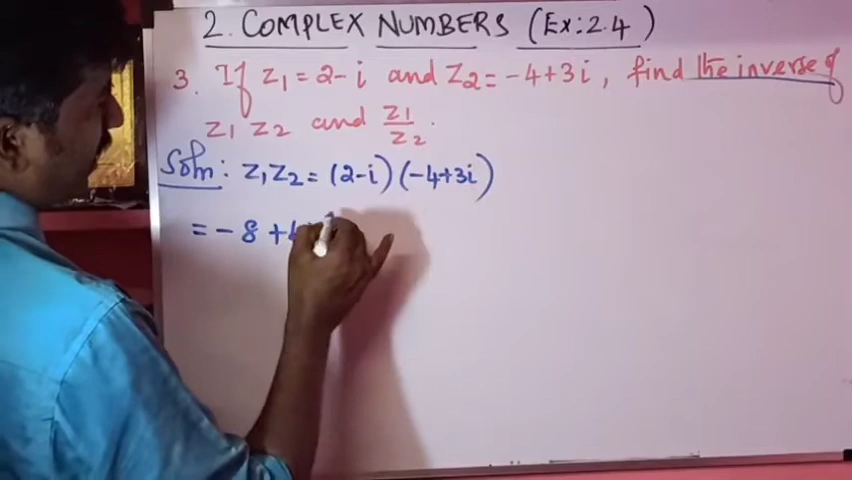 2. COMPLEX NUMBERS (Ex: 2.4)
3. If z₁ = 2-i and z₂ = -4+3i, find the inverse of
z₁ z₂ and z₁/z₂.
Soln: z₁z₂ = (2-i)(-4+3i)
= -8 +